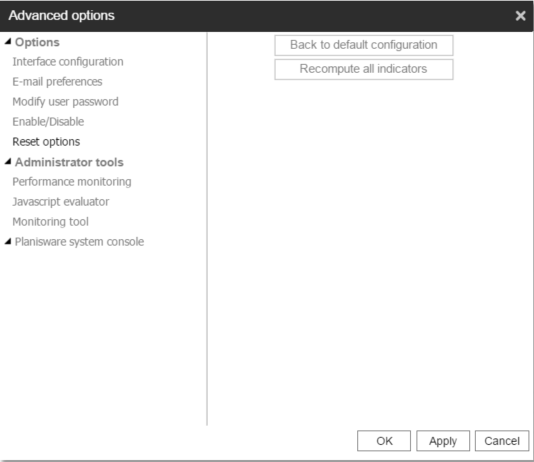 Advanced options
Options
Interface configuration
E-mail preferences
Modify user password
Enable/Disable
Reset options
Administrator tools
Performance monitoring
Javascript evaluator
Monitoring tool
Planisware system console
Back to default configuration
Recompute all indicators
OK
Apply
Cancel